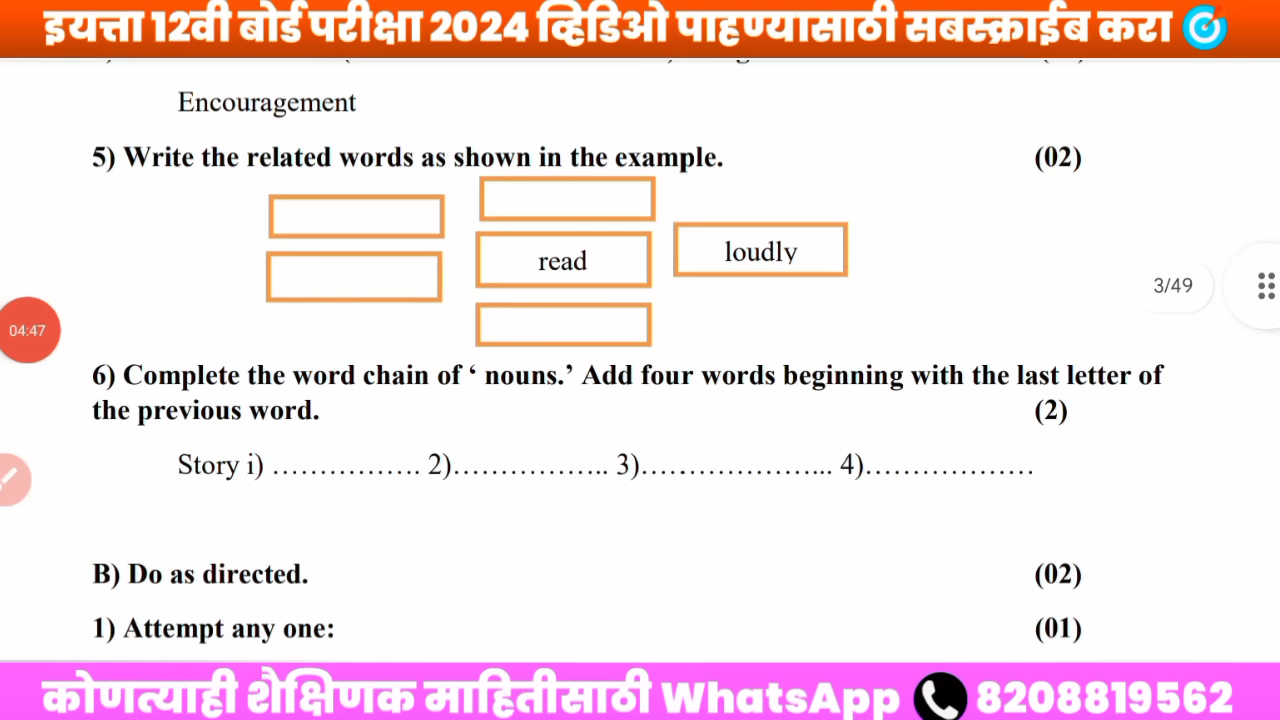 इयत्ता 12वी बोर्ड परीक्षा 2024 व्हिडिओ पाहण्यासाठी सबस्क्राईब करा
Encouragement
5) Write the related words as shown in the example. (02)
read
loudly
3/49
04:47
6) Complete the word chain of ‘ nouns.’ Add four words beginning with the last letter of
the previous word. (2)
Story i) ……………. 2)…………….. 3)………………... 4)………………
B) Do as directed. (02)
1) Attempt any one: (01)
कोणत्याही शैक्षिणक माहितीसाठी WhatsApp 8208819562